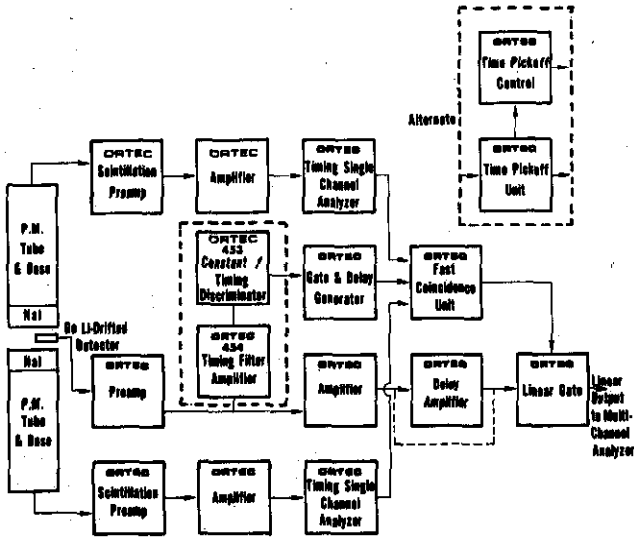 ORTEC
Time Pickoff
Control
Alternate
ORTEC
Time Pickoff
Unit
ORTEC
Scintillation
Preamp
ORTEC
Amplifier
ORTEC
Timing Single
Channel
Analyzer
P.M.
Tube
& Base
NaI
ORTEC
453
Constant f
Timing
Discriminator
ORTEC
454
Timing Filter
Amplifier
Gate & Delay
Generator
ORTEC
Fast
Coincidence
Unit
Ge Li-Drifted
Detector
NaI
P.M.
Tube
& Base
ORTEC
Preamp
ORTEC
Amplifier
ORTEC
Delay
Amplifier
ORTEC
Linear Gate
Linear
Output
to Multi-
Channel
Analyzer
ORTEC
Scintillation
Preamp
ORTEC
Amplifier
ORTEC
Timing Single
Channel
Analyzer